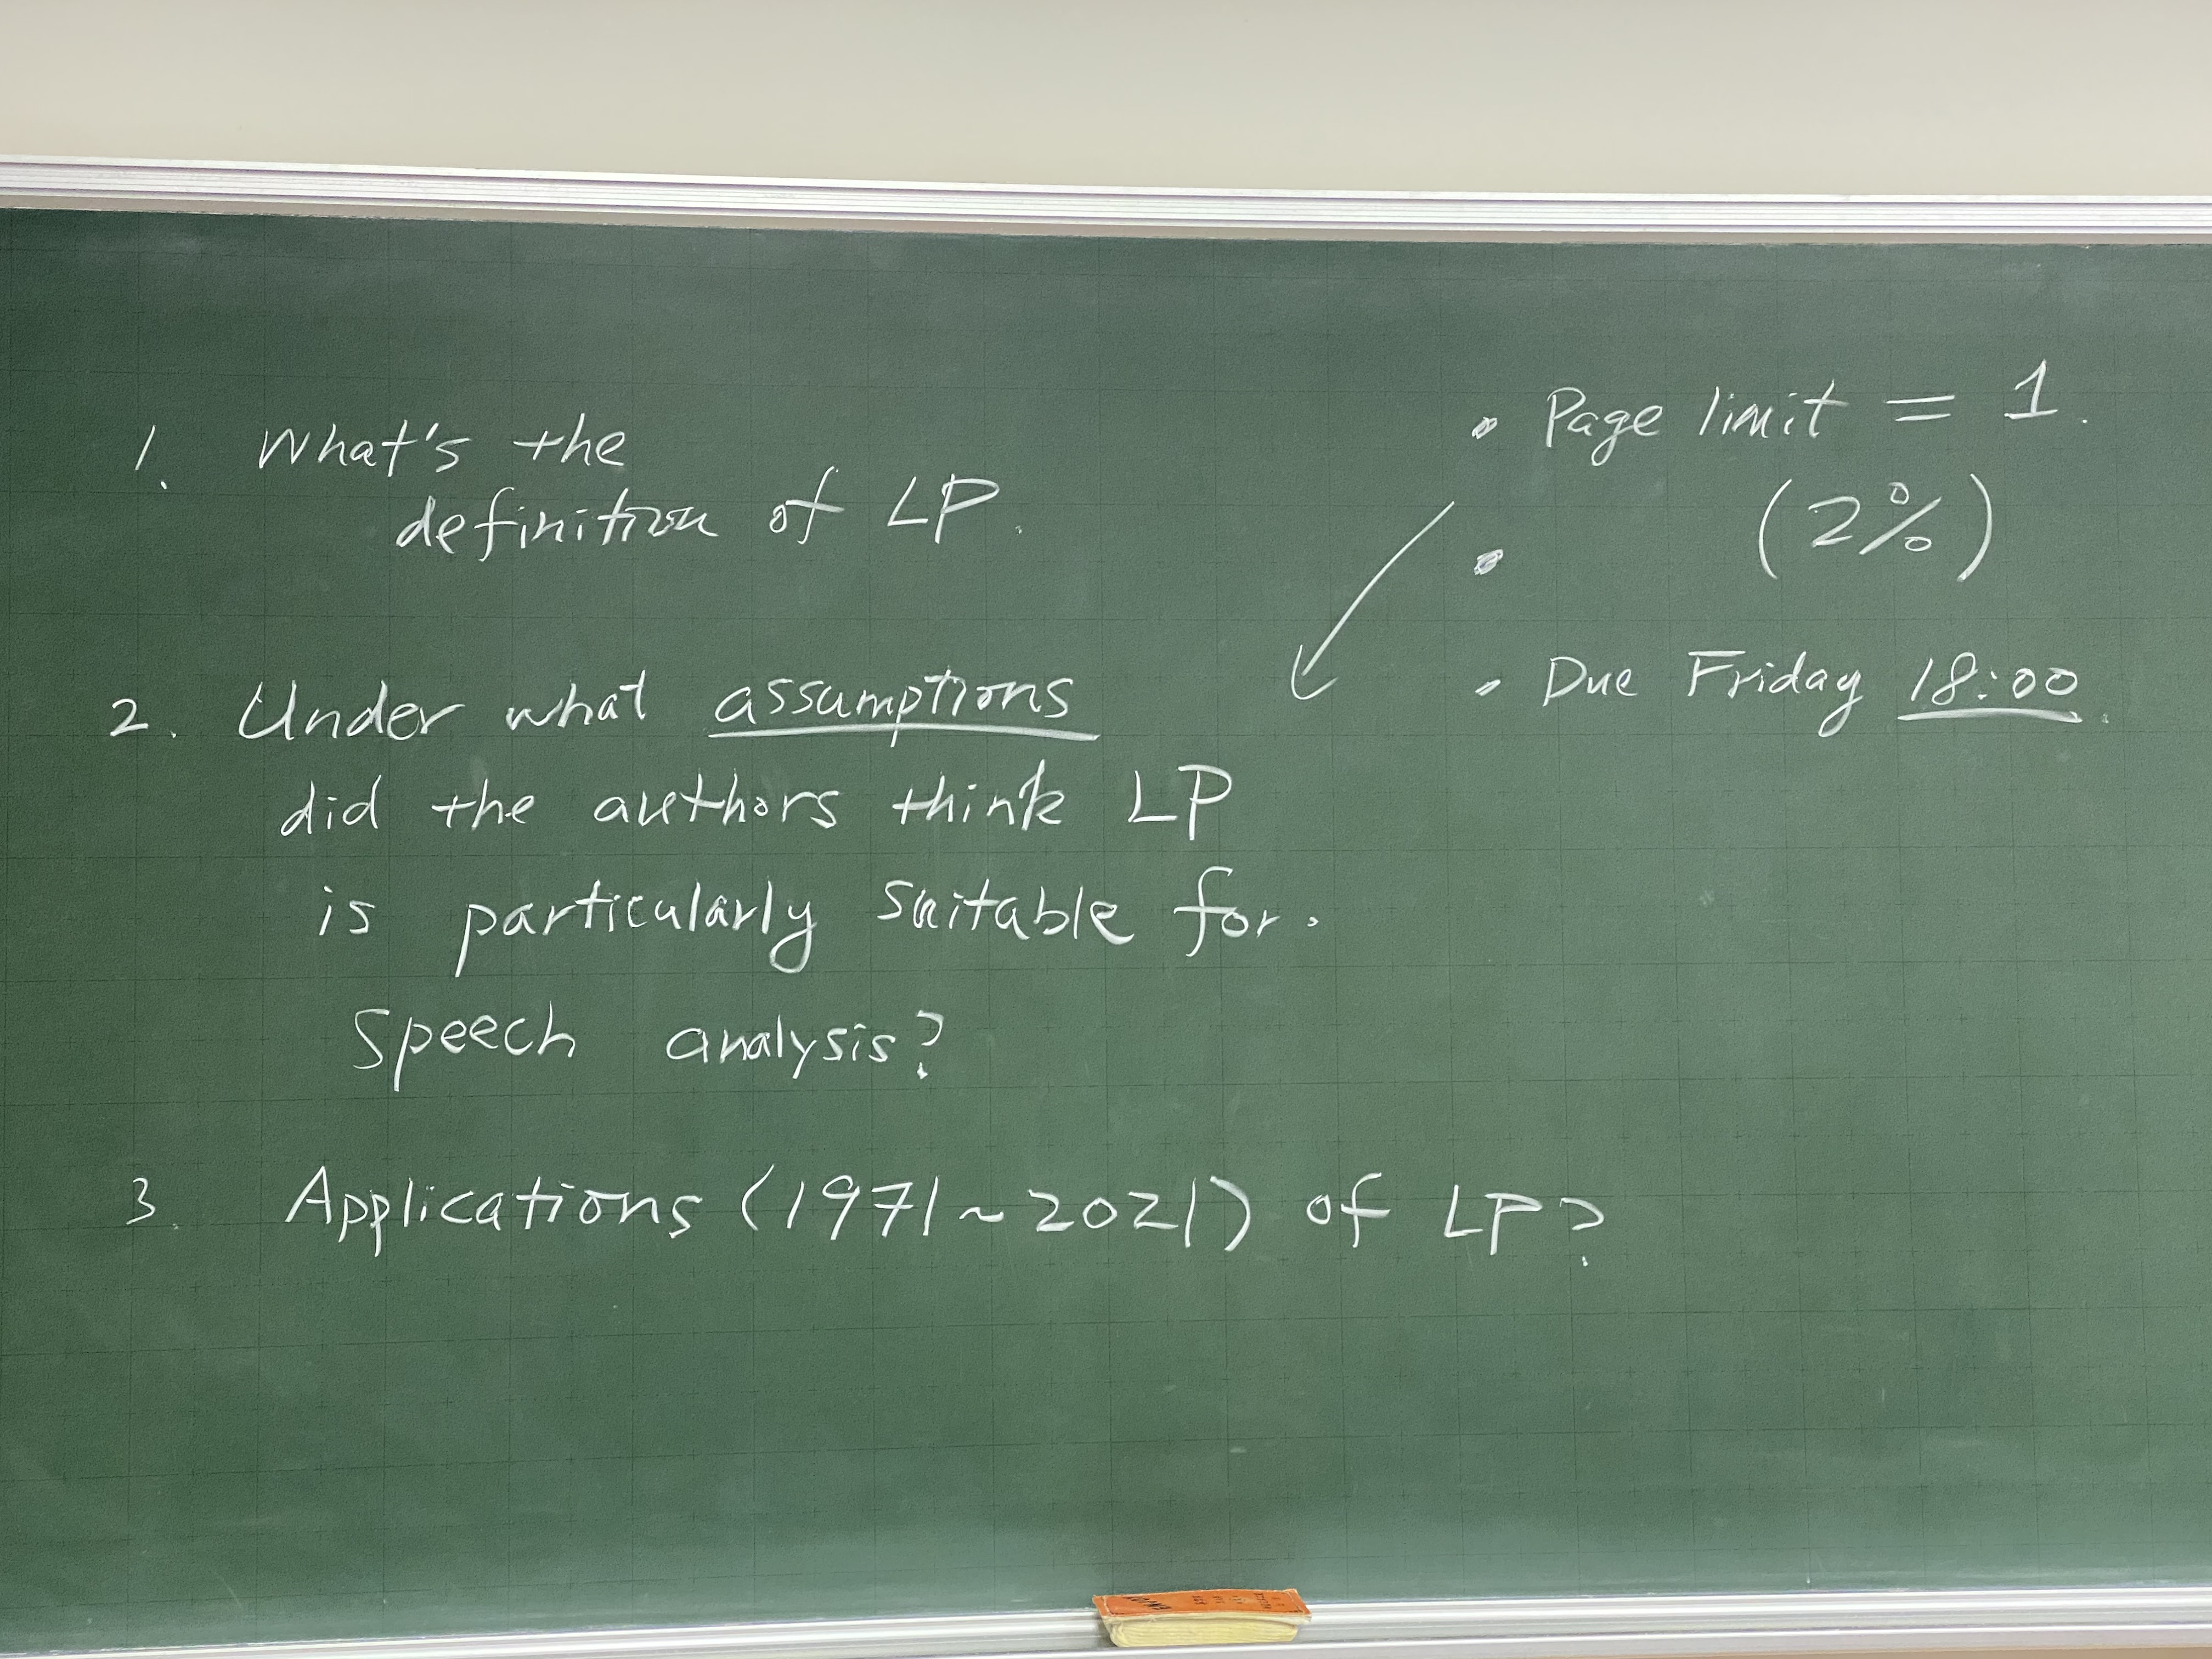 1. What's the
definition of LP.
2. Under what assumptions
did the authors think LP
is particularly suitable for.
Speech analysis?
3. Applications (1971~2021) of LP?
• Page limit = 1.
• (2%)
• Due Friday 18:00.